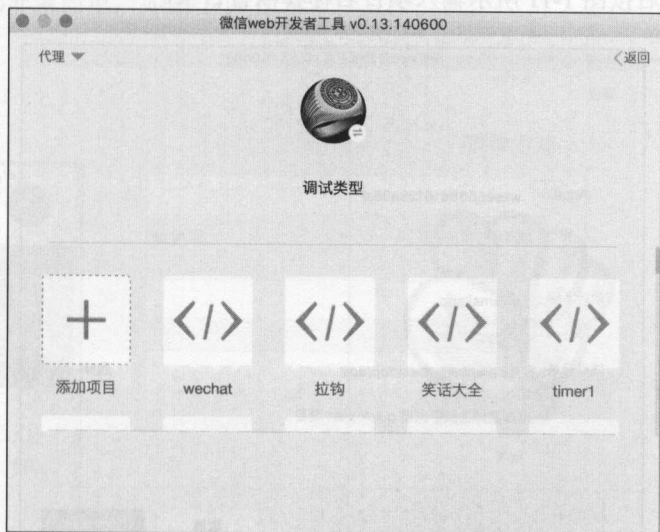 微信web开发者工具 v0.13.140600
代理
返回
调试类型
添加项目 wechat 拉钩 笑话大全 timer1